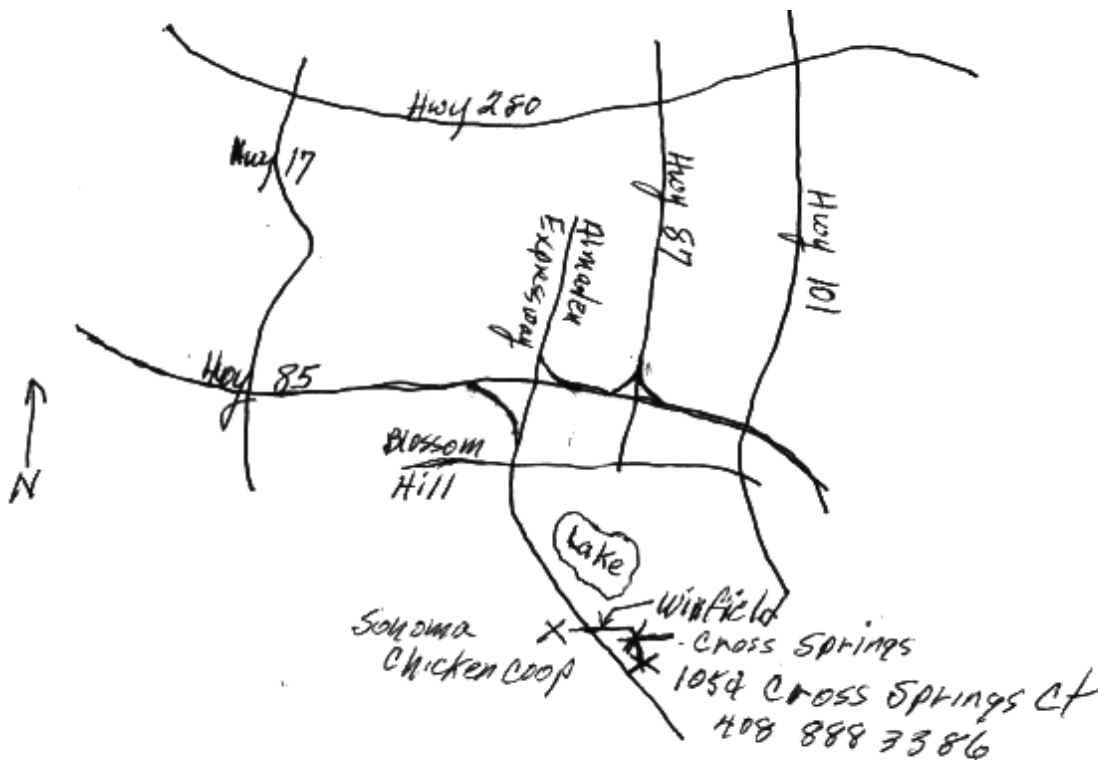 Hwy 280
Hwy 17
Hwy 87
Almaden
Expressway
Hwy 101
Hwy 85
N
Blossom
Hill
Lake
Winfield
Sonoma
Chicken Coop
Cross Springs
1054 Cross Springs Ct
408 888 3386